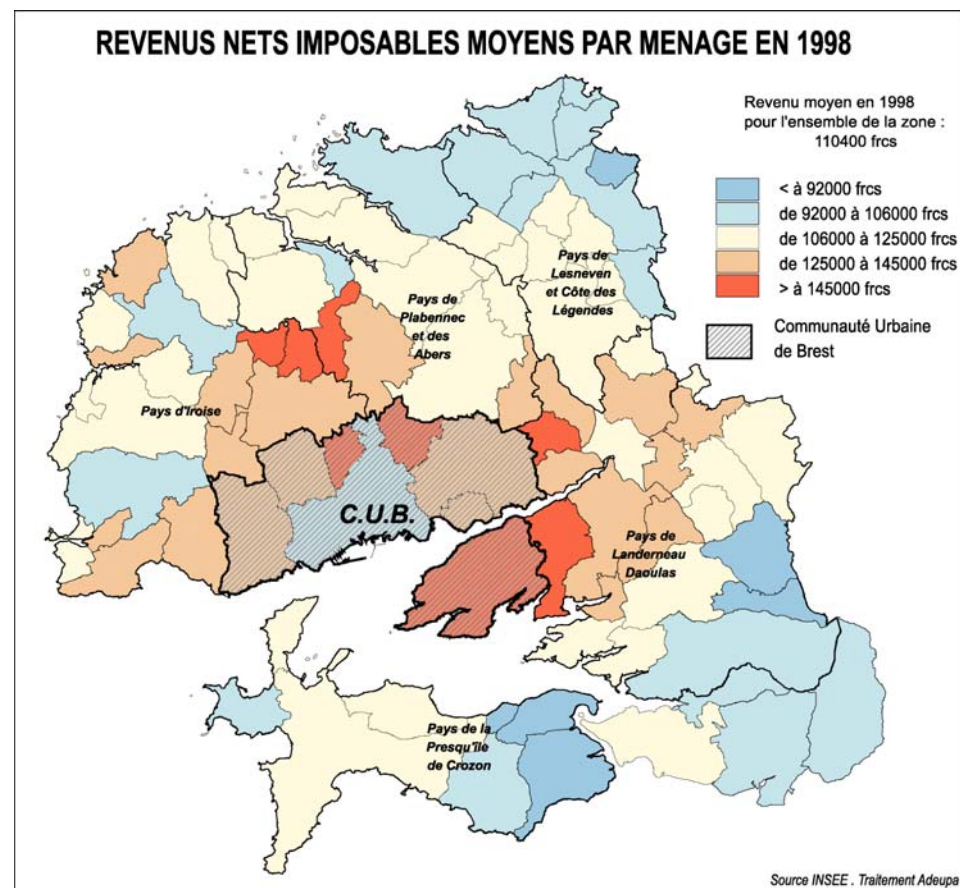 REVENUS NETS IMPOSABLES MOYENS PAR MENAGE EN 1998
Revenu moyen en 1998
pour l'ensemble de la zone :
110400 frcs
< à 92000 frcs
de 92000 à 106000 frcs
de 106000 à 125000 frcs
de 125000 à 145000 frcs
> à 145000 frcs
Communauté Urbaine
de Brest
Pays de
Lesneven
et Côte des
Légendes
Pays de
Plabennec
et des
Abers
Pays d'Iroise
C.U.B.
Pays de
Landerneau
Daoulas
Pays de la
Presqu'île
de Crozon
Source INSEE . Traitement Adeupa